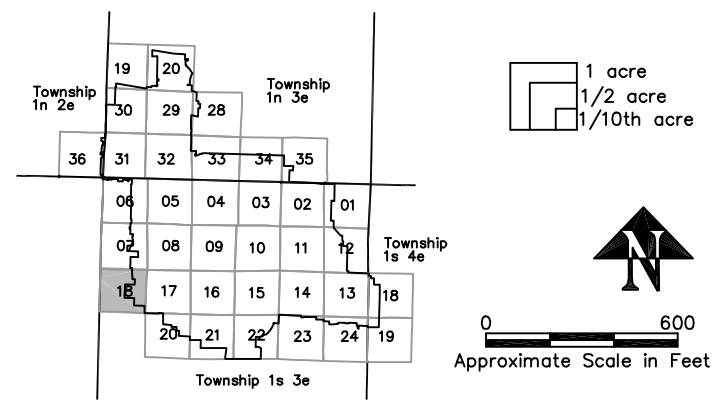 19 20
Township
1n 2e
Township
1n 3e
30 29 28
36 31 32 33 34 35
06 05 04 03 02 01
07 08 09 10 11 12
Township
1s 4e
18 17 16 15 14 13 18
20 21 22 23 24 19
Township 1s 3e
1 acre
1/2 acre
1/10th acre
N
0 600
Approximate Scale in Feet